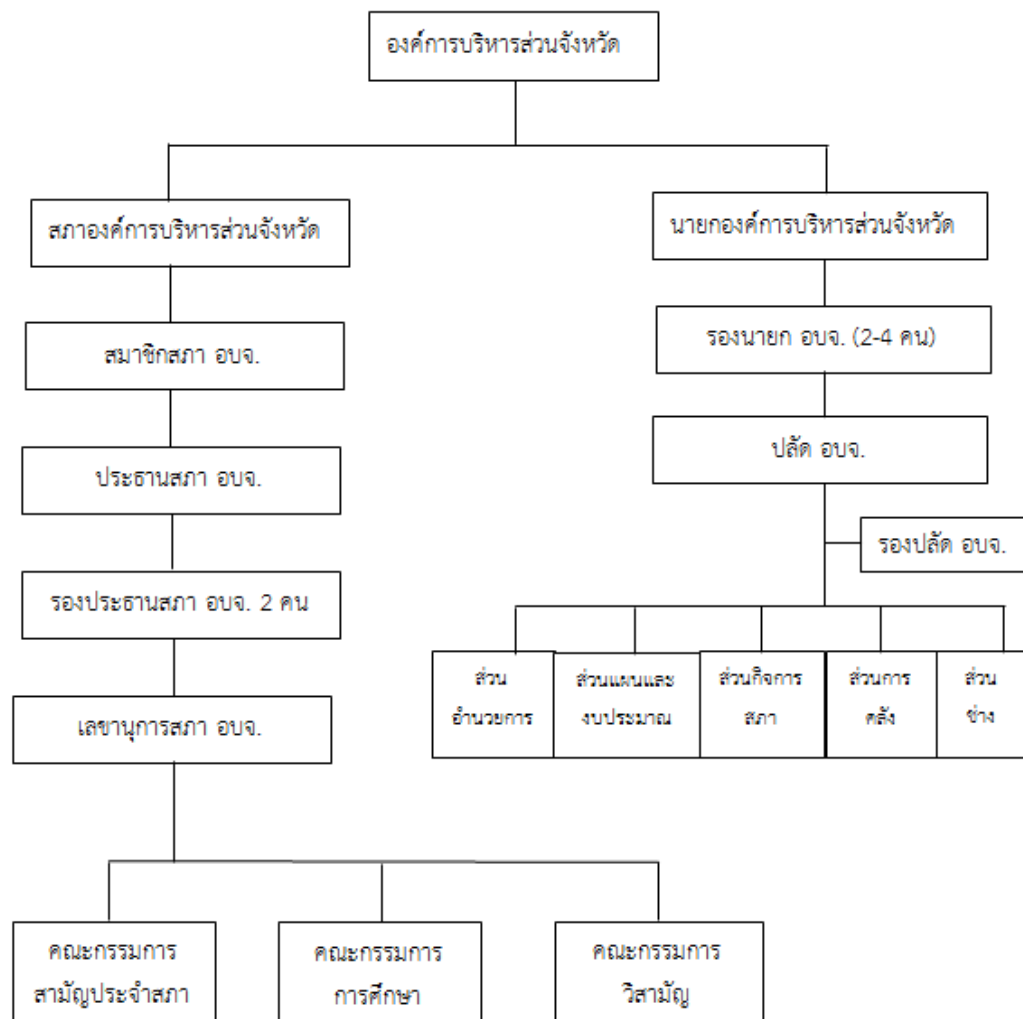 องค์การบริหารส่วนจังหวัด
สภาองค์การบริหารส่วนจังหวัด
นายกองค์การบริหารส่วนจังหวัด
สมาชิกสภา อบจ.
รองนายก อบจ. (2-4 คน)
ประธานสภา อบจ.
ปลัด อบจ.
รองปลัด อบจ.
รองประธานสภา อบจ. 2 คน
เลขานุการสภา อบจ.
ส่วน
อำนวยการ
ส่วนแผนและ
งบประมาณ
ส่วนกิจการ
สภา
ส่วนการ
คลัง
ส่วน
ช่าง
คณะกรรมการ
สามัญประจำสภา
คณะกรรมการ
การศึกษา
คณะกรรมการ
วิสามัญ